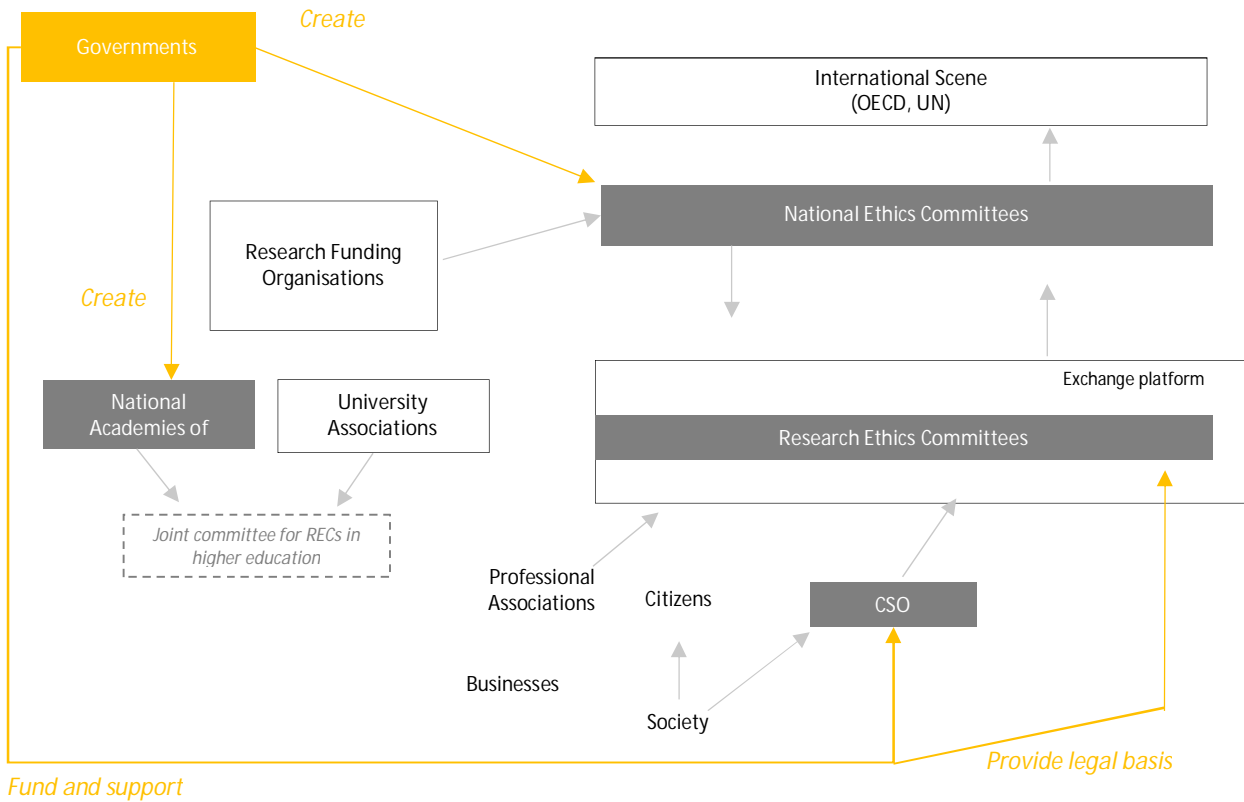 Create
Governments
International Scene
(OECD, UN)
National Ethics Committees
Research Funding
Organisations
Create
Exchange platform
National
Academies of
University
Associations
Research Ethics Committees
Joint committee for RECs in
higher education
Professional
Associations
Citizens
CSO
Businesses
Society
Provide legal basis
Fund and support